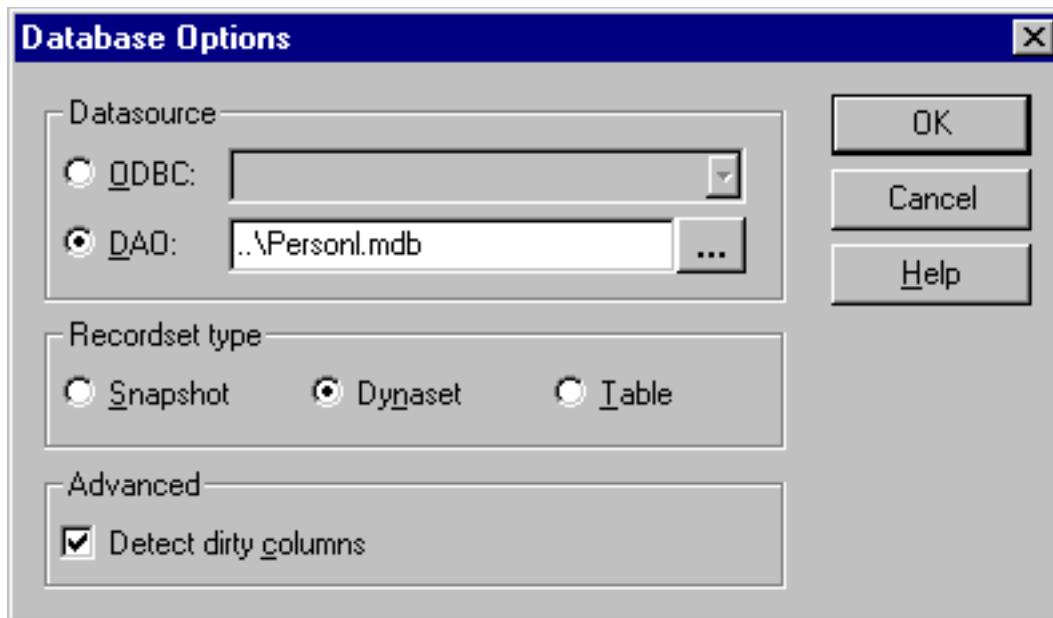 Database Options
Datasource
ODBC:
DAO: ..\Personl.mdb ...
Recordset type
Snapshot Dynaset Table
Advanced
Detect dirty columns
OK
Cancel
Help